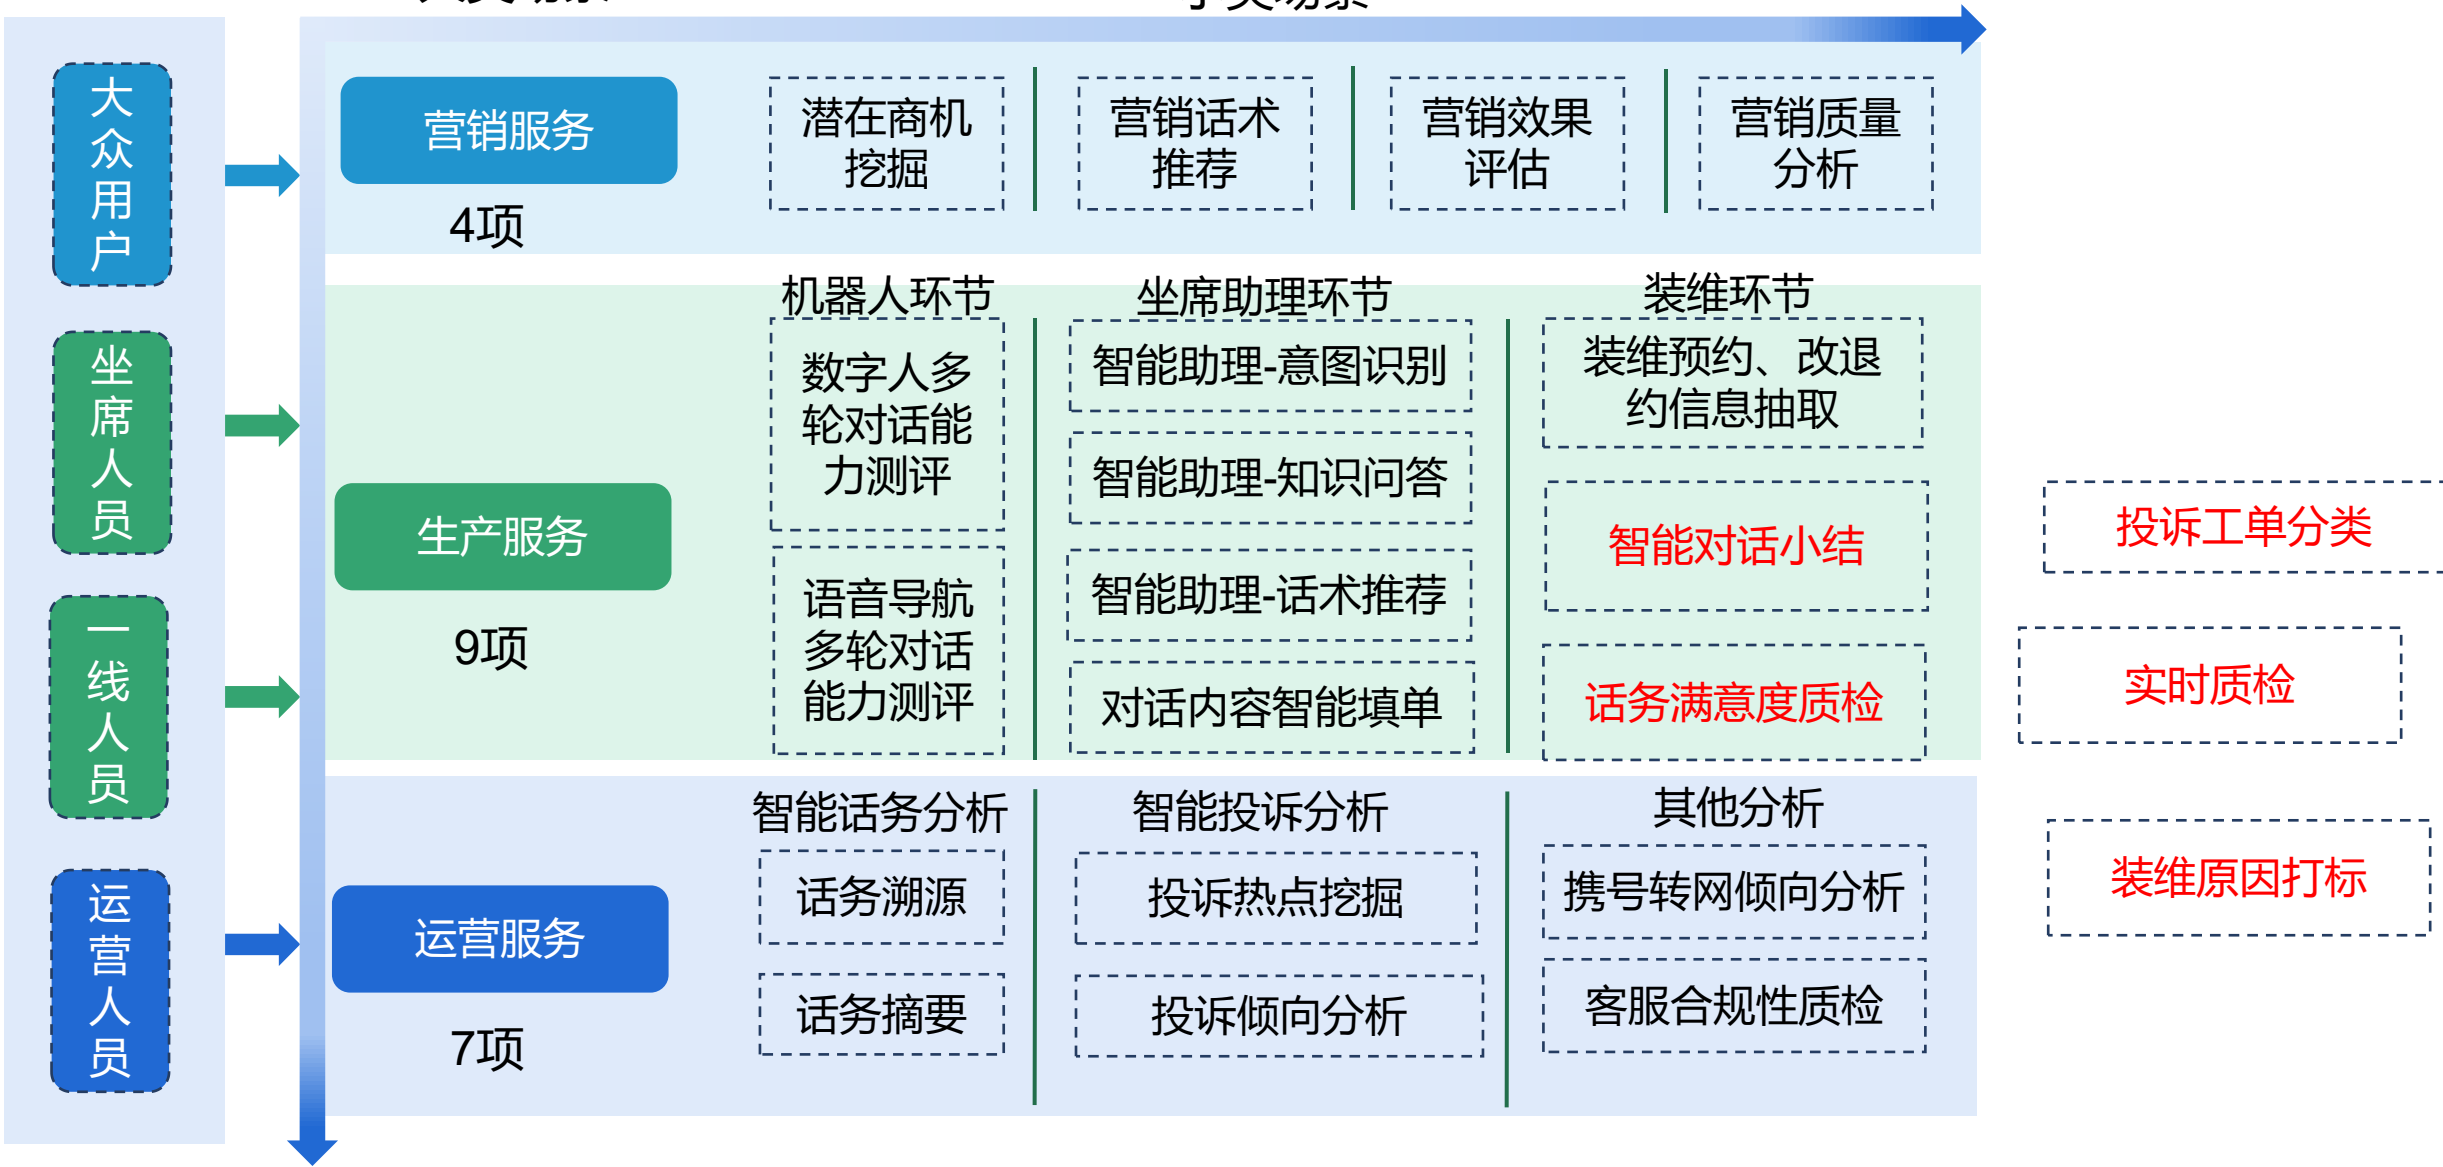 大众用户
坐席人员
一线人员
运营人员
营销服务
4项
潜在商机
挖掘
营销话术
推荐
营销效果
评估
营销质量
分析
生产服务
9项
机器人环节
数字人多
轮对话能
力测评
语音导航
多轮对话
能力测评
坐席助理环节
智能助理-意图识别
智能助理-知识问答
智能助理-话术推荐
对话内容智能填单
装维环节
装维预约、改退
约信息抽取
智能对话小结
话务满意度质检
运营服务
7项
智能话务分析
话务溯源
话务摘要
智能投诉分析
投诉热点挖掘
投诉倾向分析
其他分析
携号转网倾向分析
客服合规性质检
投诉工单分类
实时质检
装维原因打标